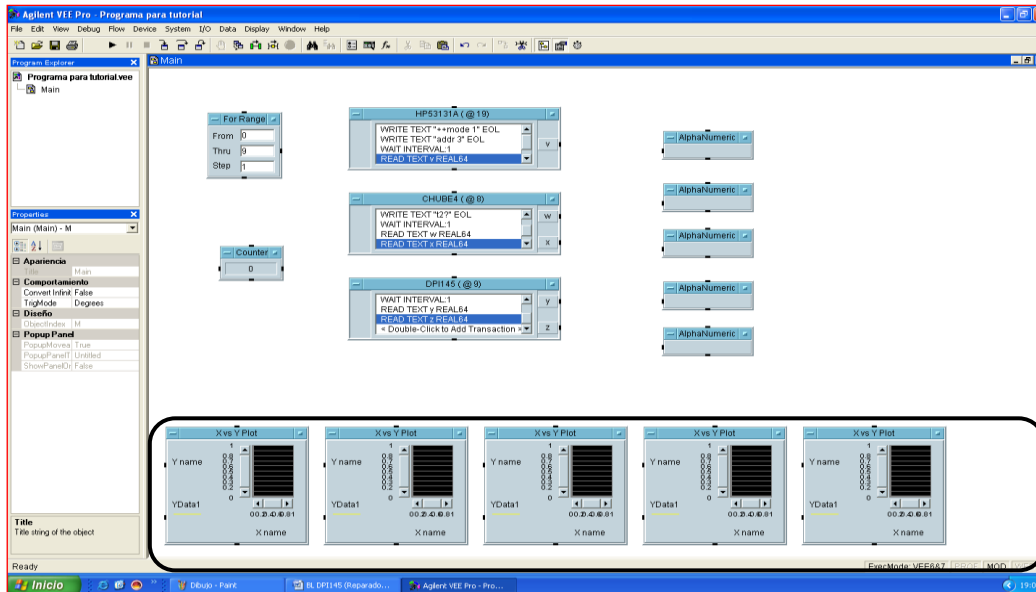 Agilent VEE Pro - Programa para tutorial
File Edit View Debug Flow Device System I/O Data Display Window Help
Program Explorer
Programa para tutorial.vee
Main
Main
For Range
From 0
Thru 9
Step 1
Counter
0
HP53131A (@ 19)
WRITE TEXT "++mode 1" EOL
WRITE TEXT "addr 3" EOL
WAIT INTERVAL:1
READ TEXT v REAL64
v
CHUBE4 (@ 8)
WRITE TEXT "t2?" EOL
WAIT INTERVAL:1
READ TEXT w REAL64
READ TEXT x REAL64
w
x
DPI145 (@ 9)
WAIT INTERVAL:1
READ TEXT y REAL64
READ TEXT z REAL64
< Double-Click to Add Transaction >
y
z
AlphaNumeric
AlphaNumeric
AlphaNumeric
AlphaNumeric
AlphaNumeric
Properties
Main (Main) - M
Apariencia
Title Main
Comportamiento
Convert Infinit False
TrigMode Degrees
Diseño
ObjectIndex M
Popup Panel
PopupMovea True
PopupPanelT Untitled
ShowPanelOr False
Title
Title string of the object
X vs Y Plot
Y name
YData1
X name
X vs Y Plot
Y name
YData1
X name
X vs Y Plot
Y name
YData1
X name
X vs Y Plot
Y name
YData1
X name
X vs Y Plot
Y name
YData1
X name
Ready
ExecMode: VEE6&7 PROF MOD
Inicio
Dibujo - Paint
BL DPI145 (Reparado...
Agilent VEE Pro - Pro...
19:0